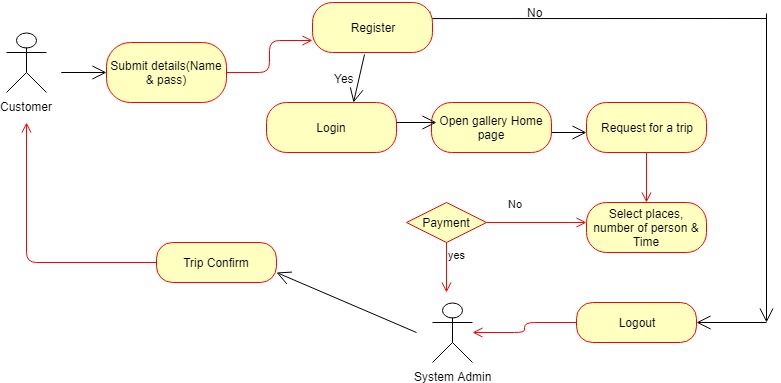 No
Register
Submit details(Name
& pass)
Yes
Customer
Login
Open gallery Home
page
Request for a trip
No
Payment
Select places,
number of person &
Time
yes
Trip Confirm
Logout
System Admin